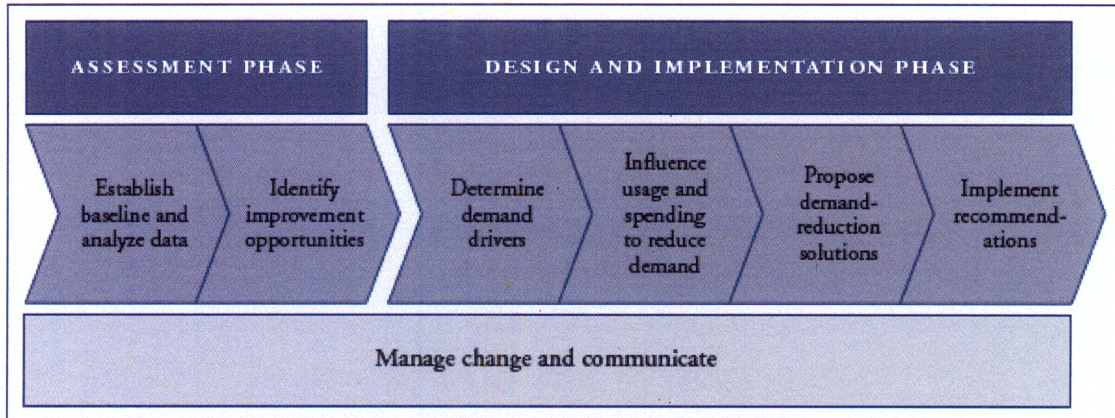 ASSESSMENT PHASE
DESIGN AND IMPLEMENTATION PHASE
Establish
baseline and
analyze data
Identify
improvement
opportunities
Determine
demand
drivers
Influence
usage and
spending
to reduce
demand
Propose
demand-
reduction
solutions
Implement
recommend-
ations
Manage change and communicate